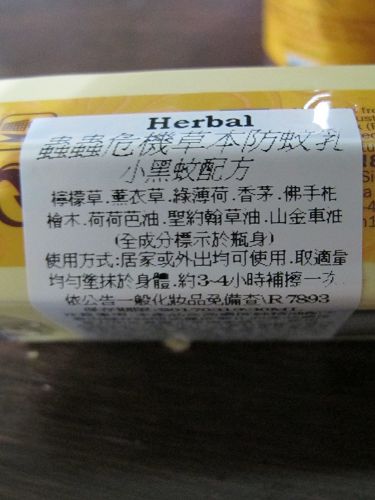 Herbal
蟲蟲危機草本防蚊乳
小黑蚊配方
檸檬草.薰衣草.綠薄荷.香茅.佛手柑
檜木.荷荷芭油.聖約翰草油.山金車油
(全成分標示於瓶身)
使用方式:居家或外出均可使用.取適量
均勻塗抹於身體.約3-4小時補擦一次
依公告一般化妝品免備查\R 7893